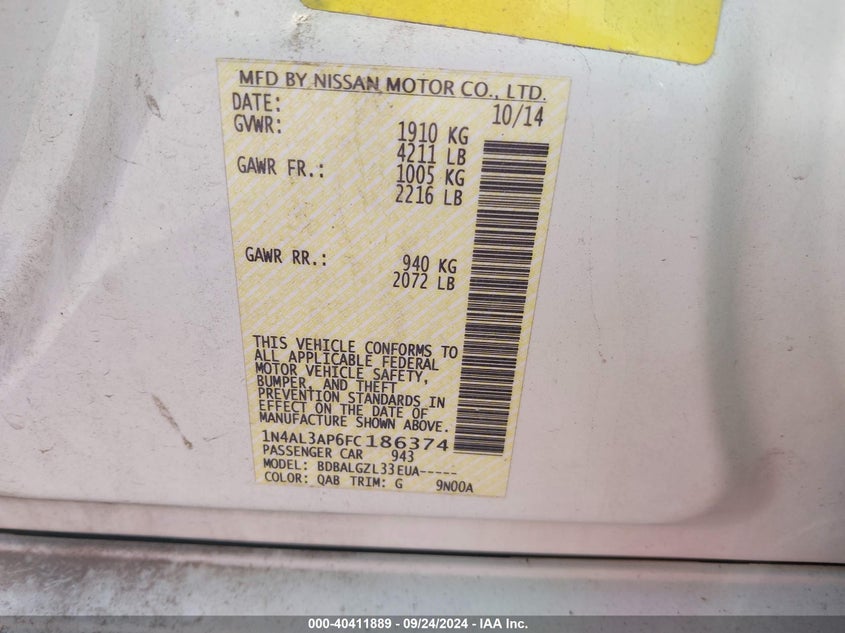 MFD BY NISSAN MOTOR CO., LTD.
DATE: 10/14
GVWR: 1910 KG
4211 LB
GAWR FR.: 1005 KG
2216 LB
GAWR RR.: 940 KG
2072 LB
THIS VEHICLE CONFORMS TO
ALL APPLICABLE FEDERAL
MOTOR VEHICLE SAFETY,
BUMPER, AND THEFT
PREVENTION STANDARDS IN
EFFECT ON THE DATE OF
MANUFACTURE SHOWN ABOVE.
1N4AL3AP6FC186374
PASSENGER CAR 943
MODEL: BDBALGZL33EUA-----
COLOR: QAB TRIM: G 9N00A
000-40411889 - 09/24/2024 - IAA Inc.